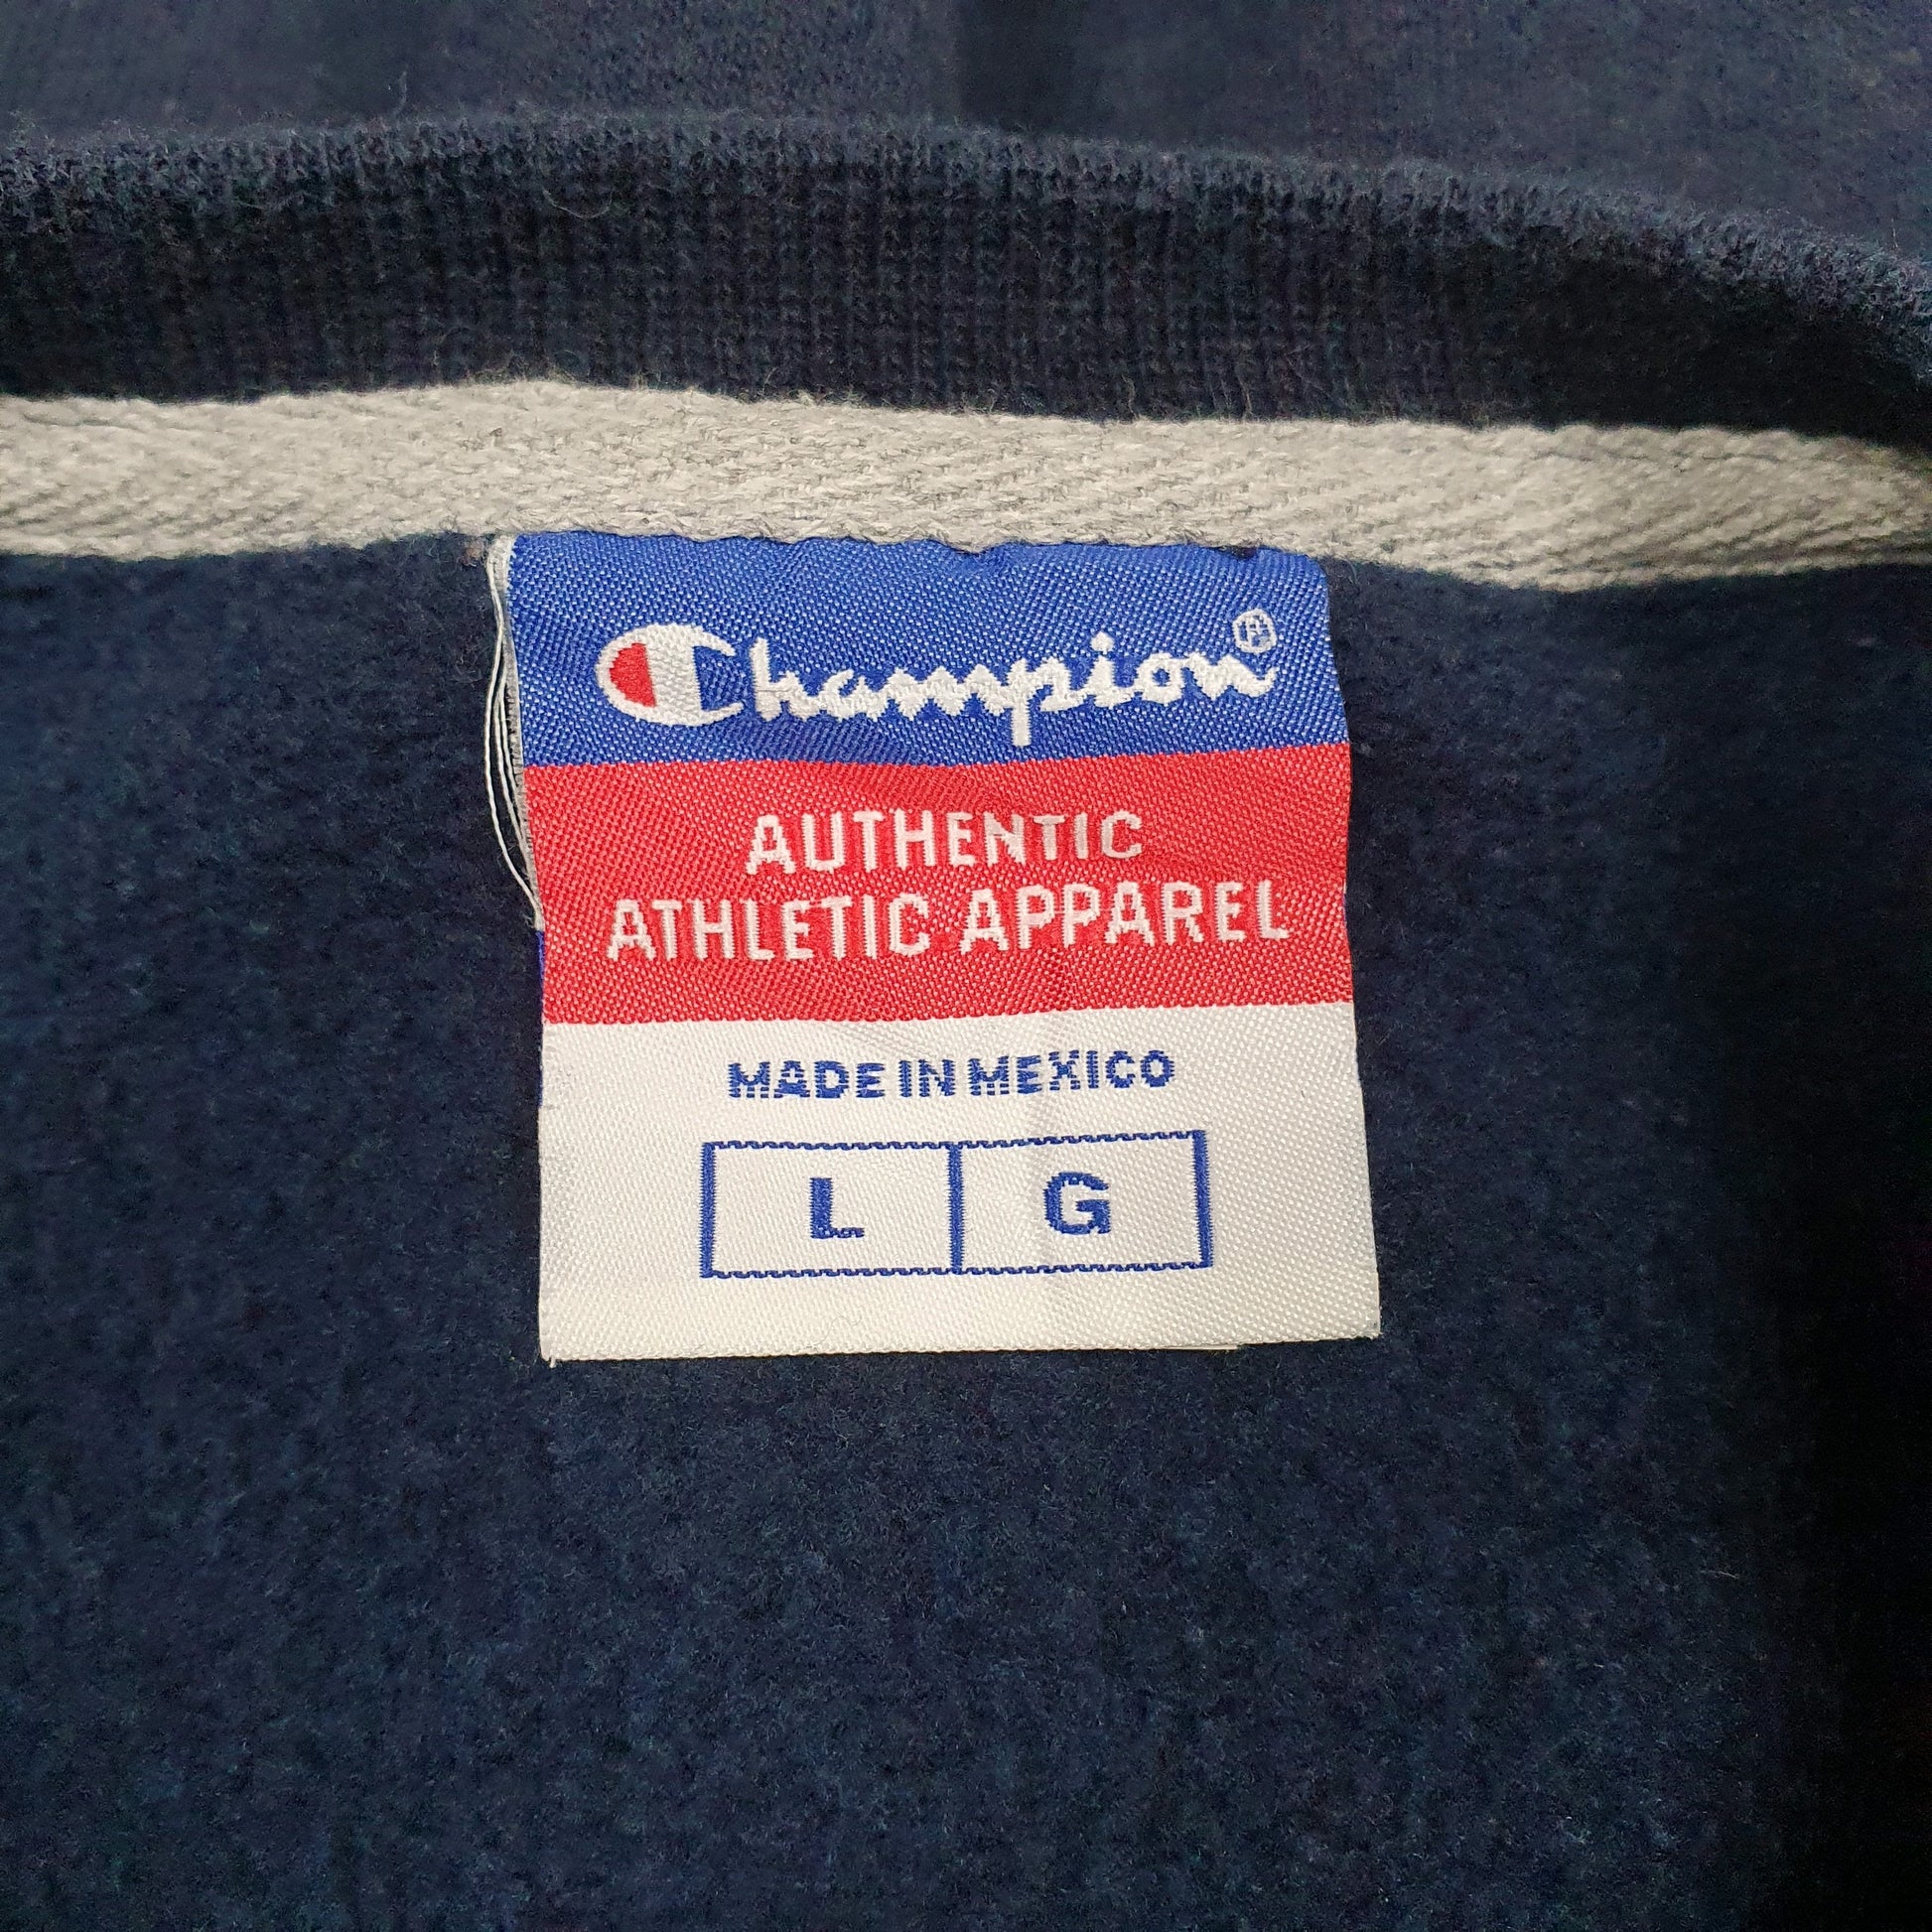 Champion®
AUTHENTIC
ATHLETIC APPAREL
MADE IN MEXICO
L G